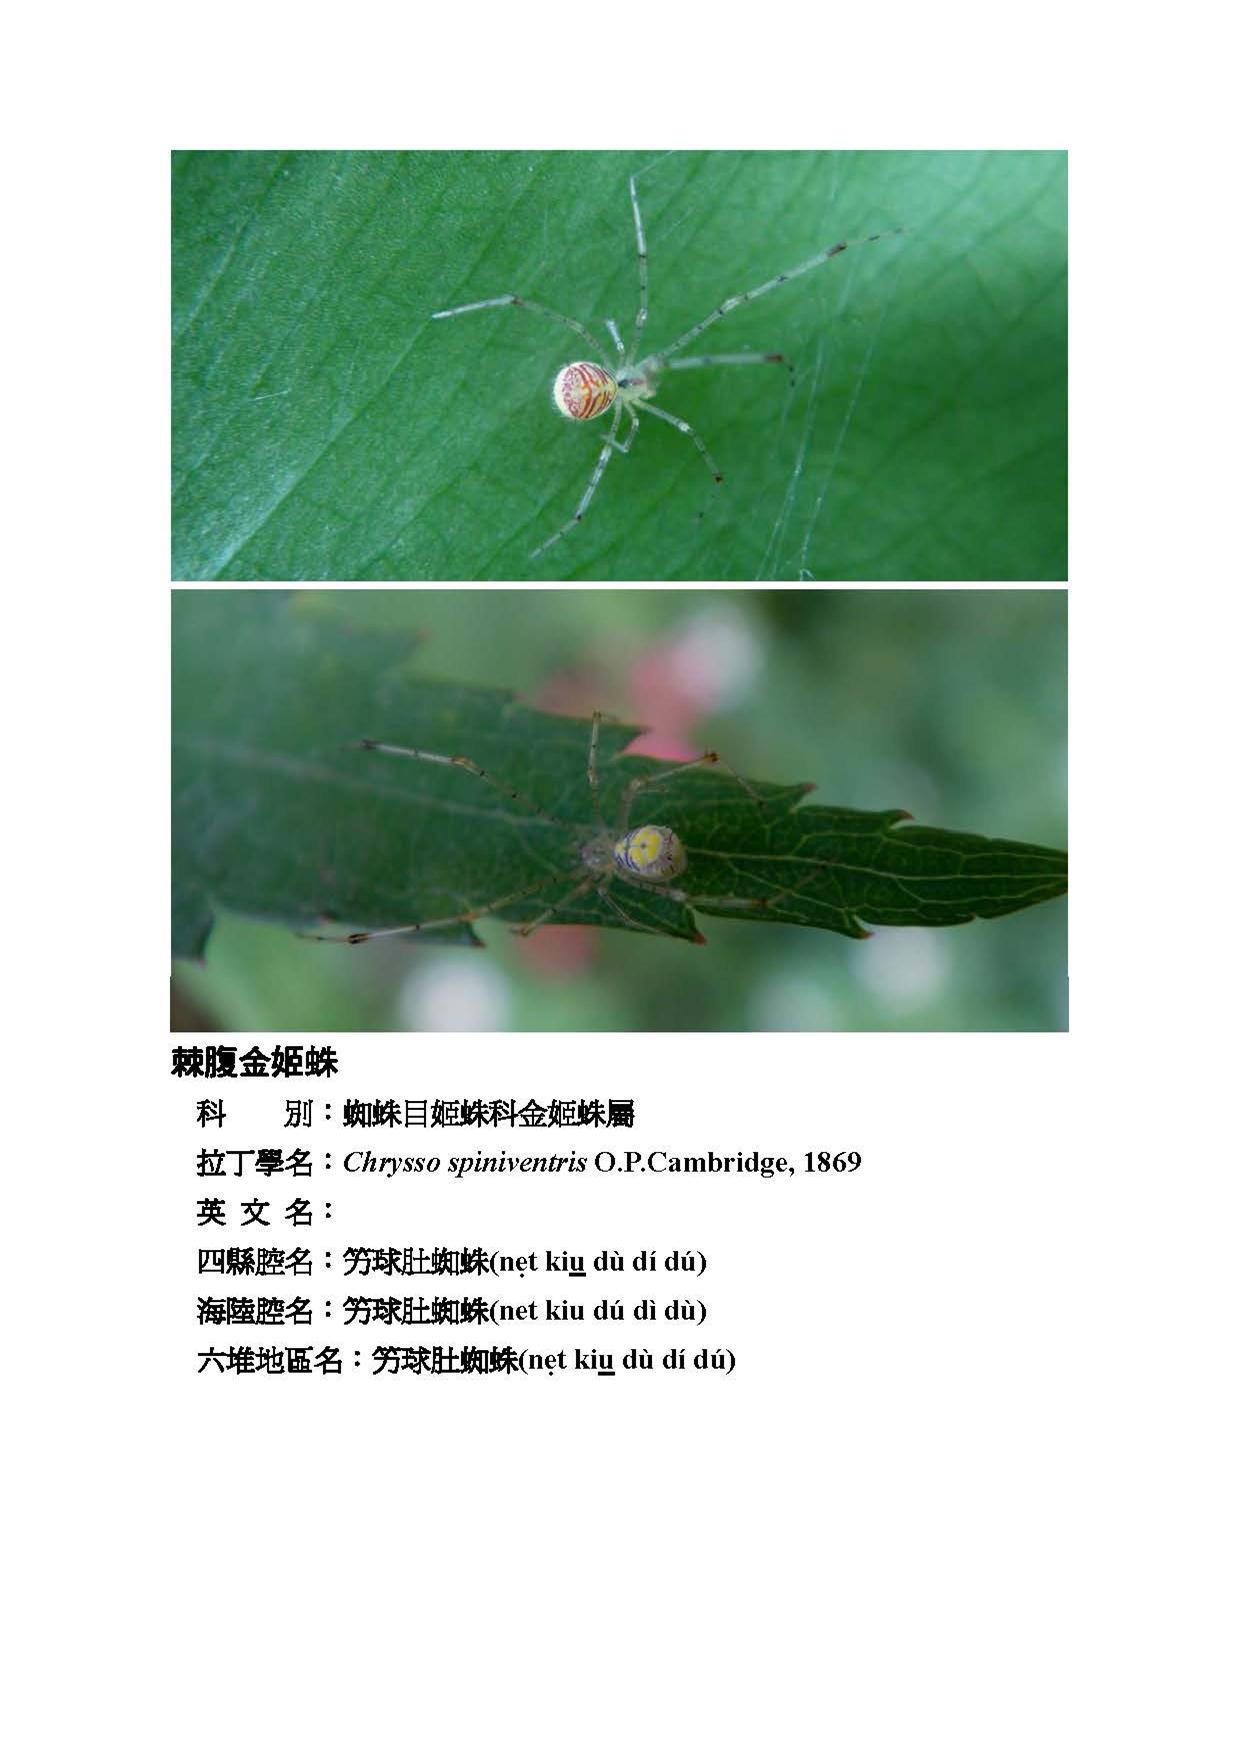 棘腹金姬蛛
科　　別：蜘蛛目姬蛛科金姬蛛屬
拉丁學名：Chrysso spiniventris O.P.Cambridge, 1869
英 文 名：
四縣腔名：竻球肚蜘蛛(nẹt kiu̲ dù dí dú)
海陸腔名：竻球肚蜘蛛(net kiu dú dì dù)
六堆地區名：竻球肚蜘蛛(nẹt kiu̲ dù dí dú)